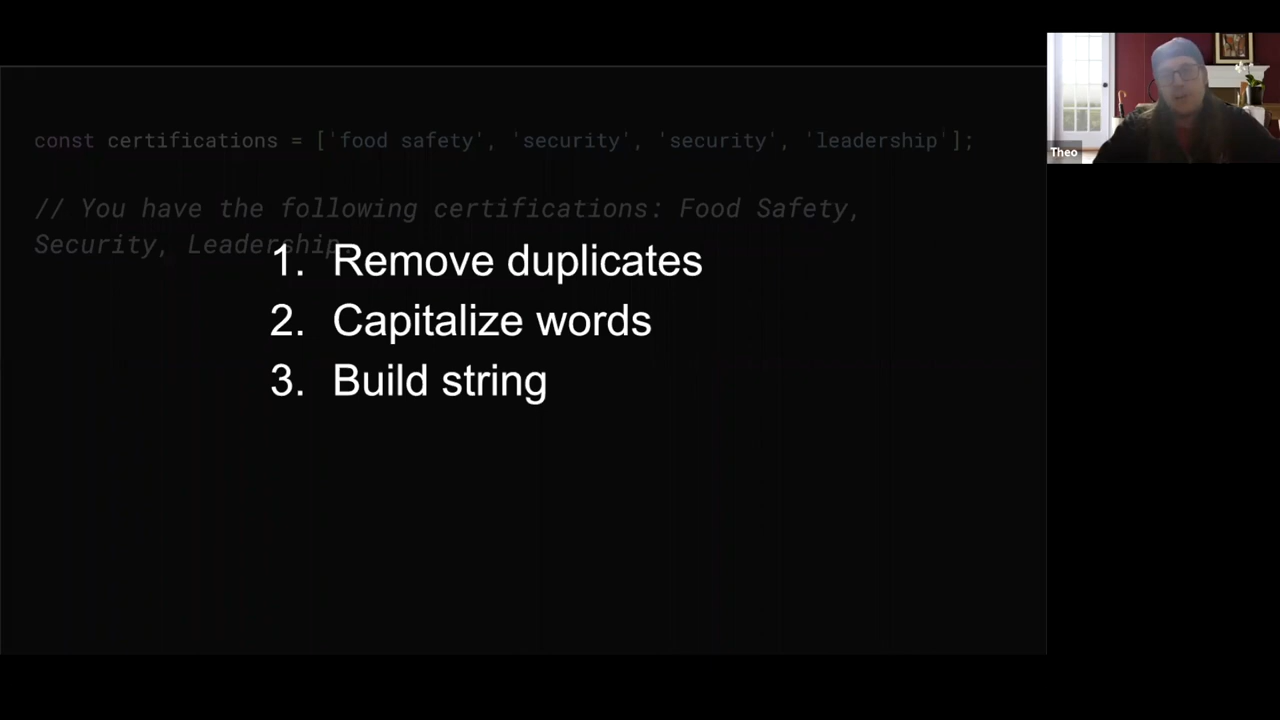 const certifications = ['food safety', 'security', 'security', 'leadership'];
// You have the following certifications: Food Safety,
Security, Leadership.
1. Remove duplicates
2. Capitalize words
3. Build string
Theo